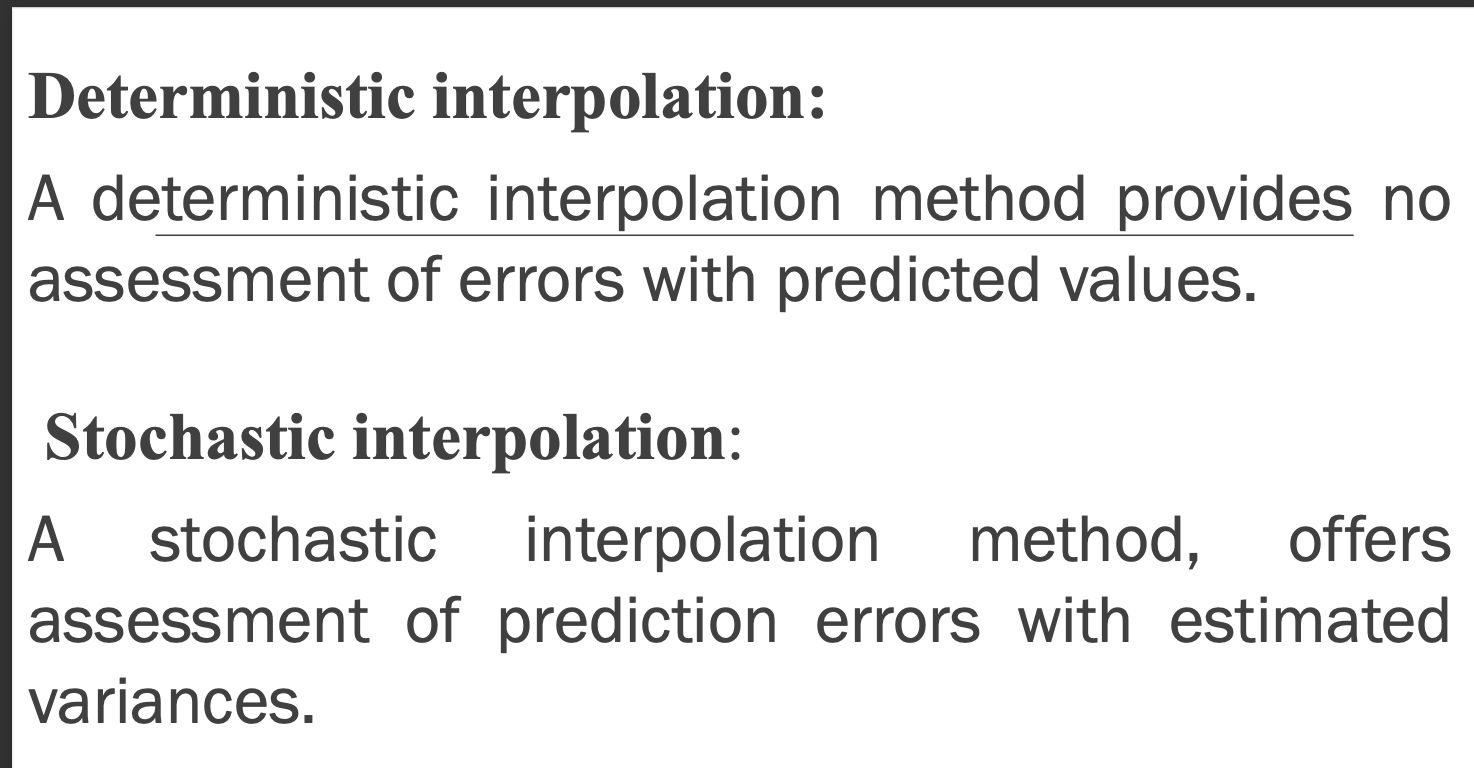 Deterministic interpolation:
A deterministic interpolation method provides no
assessment of errors with predicted values.
Stochastic interpolation:
A stochastic interpolation method, offers
assessment of prediction errors with estimated
variances.